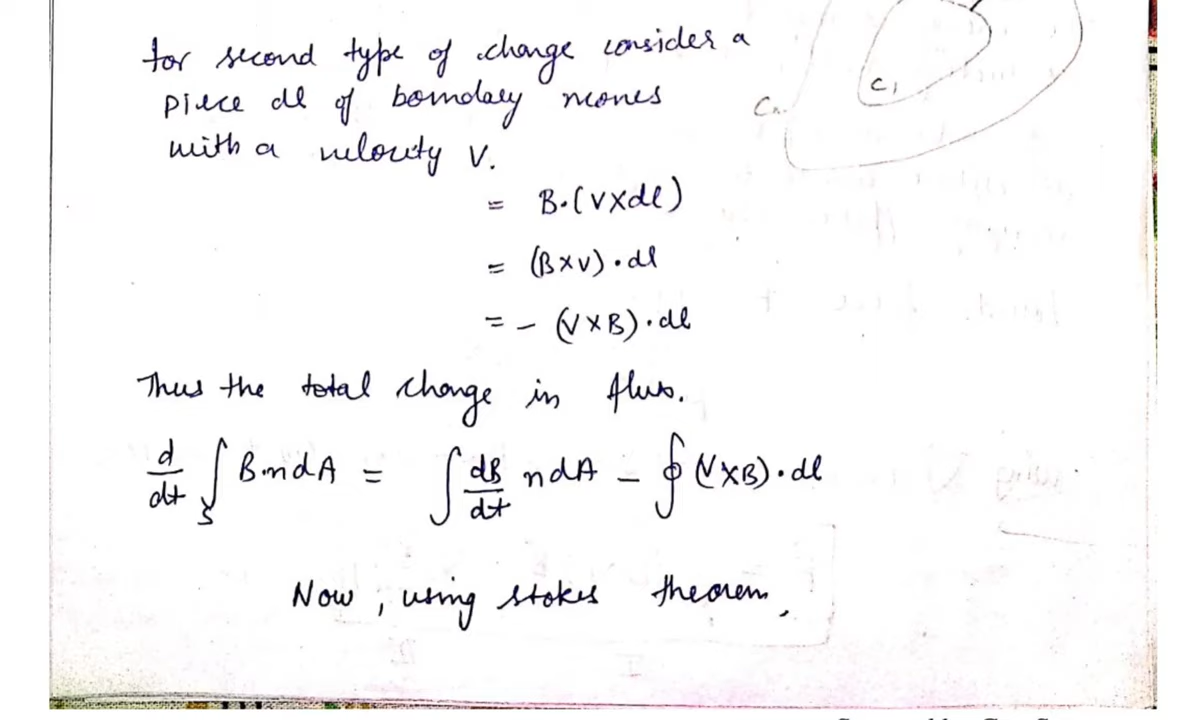 for second type of change consider a
piece dl of boundary moves
with a velocity V.
= B·(V×dl)
= (B×V)·dl
= – (V×B)·dl
Thus the total change in flux.
d/dt ∫s B·n dA = ∫ dB/dt n dA – ∮ (V×B)·dl
Now, using stokes theorem,
C1